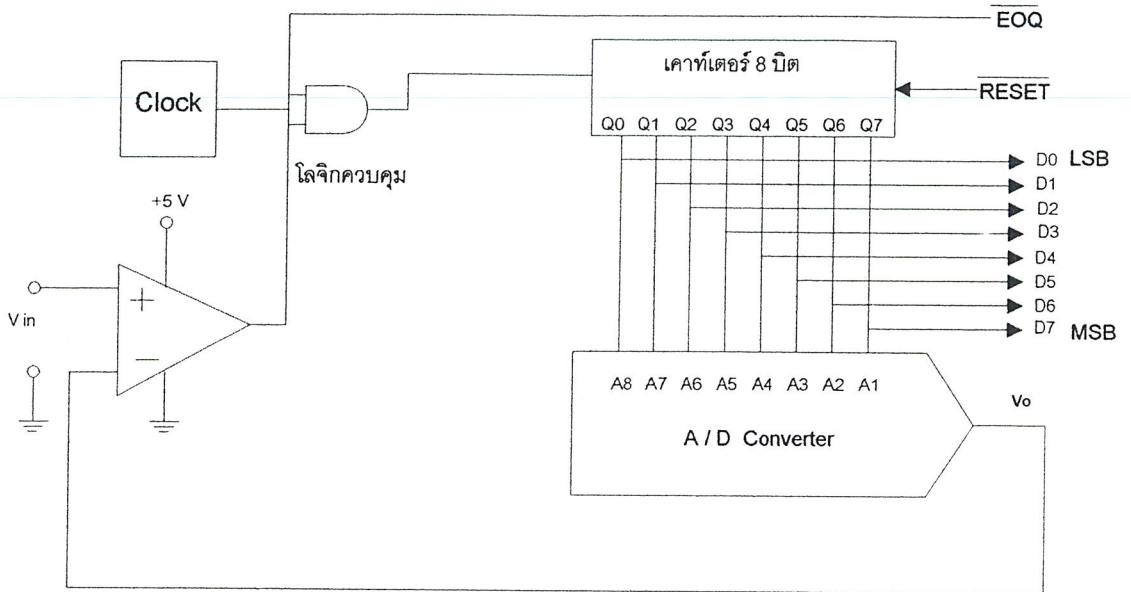 EOQ
เคาท์เตอร์ 8 บิต
Clock
RESET
Q0 Q1 Q2 Q3 Q4 Q5 Q6 Q7
D0 LSB
โลจิกควบคุม
D1
+5 V
D2
D3
D4
D5
+
D6
V in
D7 MSB
−
A8 A7 A6 A5 A4 A3 A2 A1
Vo
A / D Converter